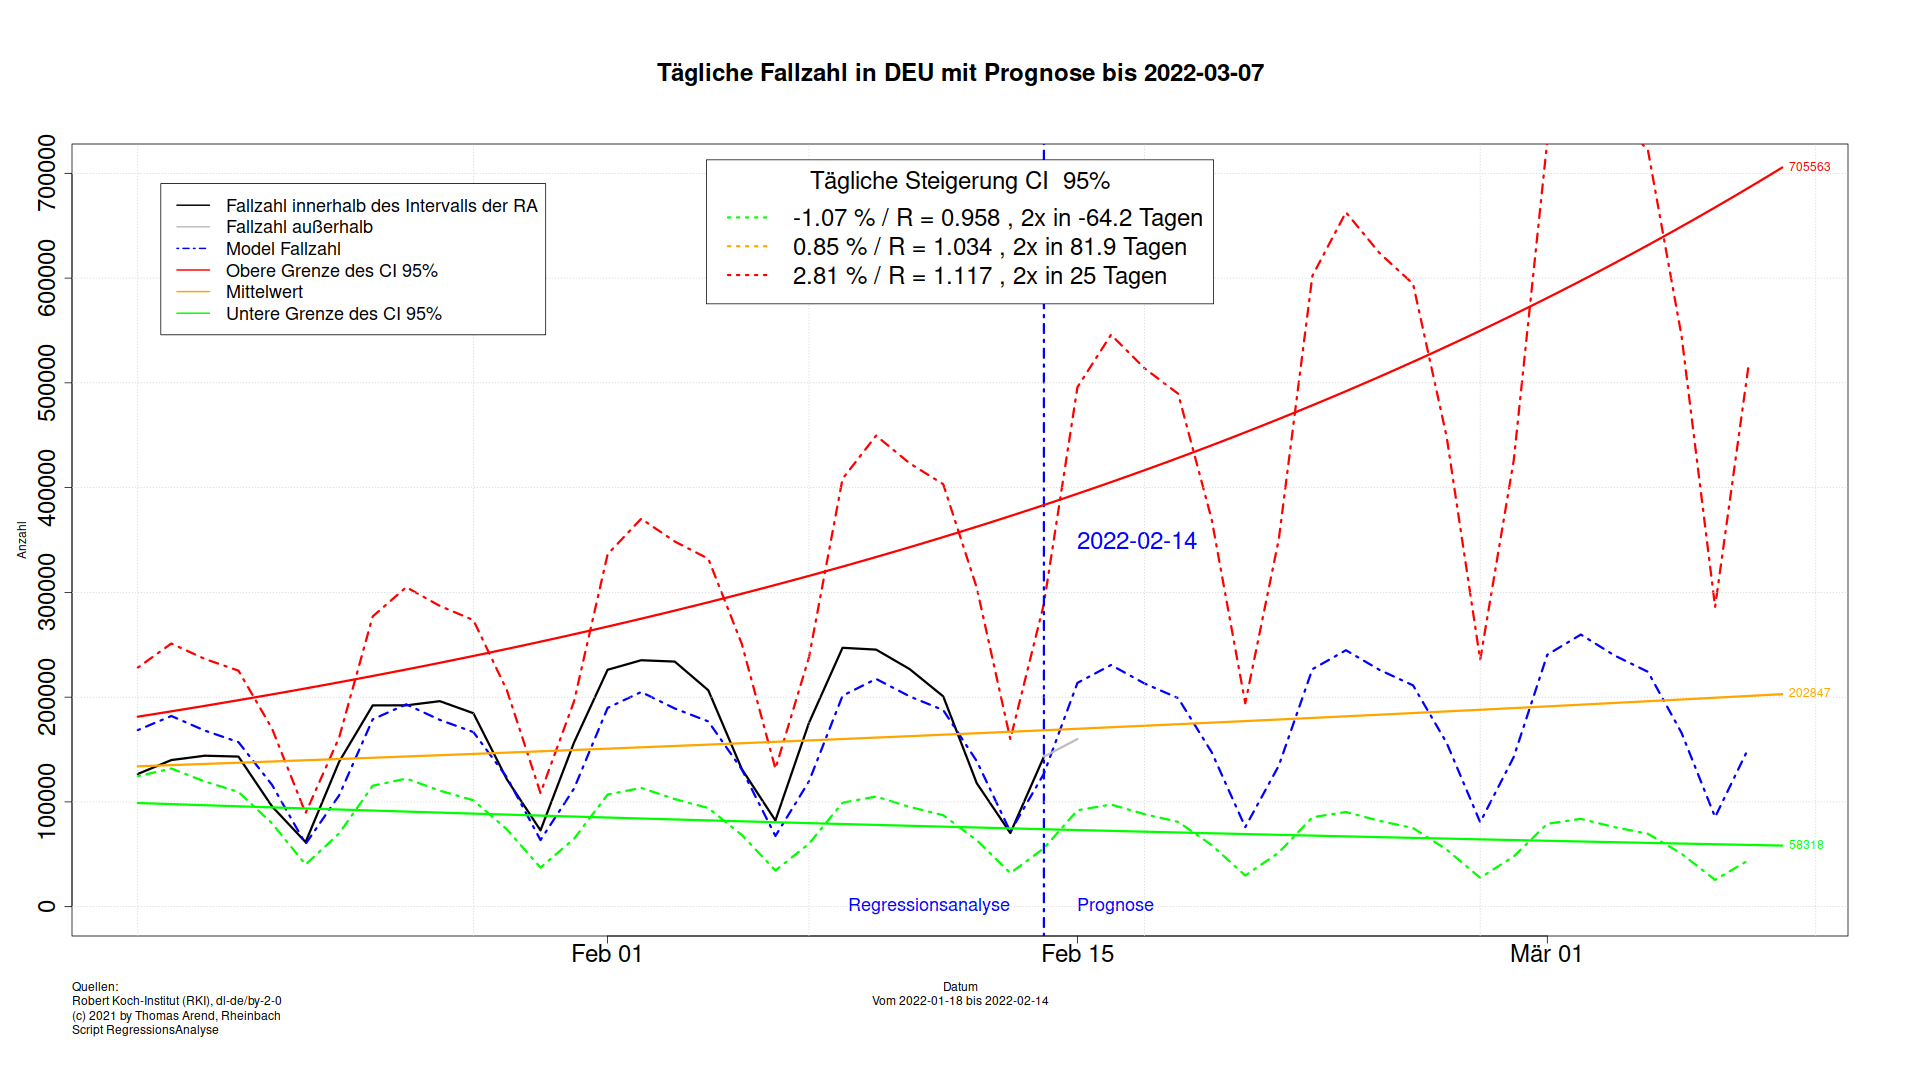 Tägliche Fallzahl in DEU mit Prognose bis 2022-03-07
Fallzahl innerhalb des Intervalls der RA
Fallzahl außerhalb
Model Fallzahl
Obere Grenze des CI 95%
Mittelwert
Untere Grenze des CI 95%
Tägliche Steigerung CI 95%
-1.07 % / R = 0.958 , 2x in -64.2 Tagen
0.85 % / R = 1.034 , 2x in 81.9 Tagen
2.81 % / R = 1.117 , 2x in 25 Tagen
700000
600000
500000
400000
300000
200000
100000
0
Anzahl
705563
202847
58318
2022-02-14
Regressionsanalyse
Prognose
Feb 01
Feb 15
Mär 01
Datum
Vom 2022-01-18 bis 2022-02-14
Quellen:
Robert Koch-Institut (RKI), dl-de/by-2-0
(c) 2021 by Thomas Arend, Rheinbach
Script RegressionsAnalyse